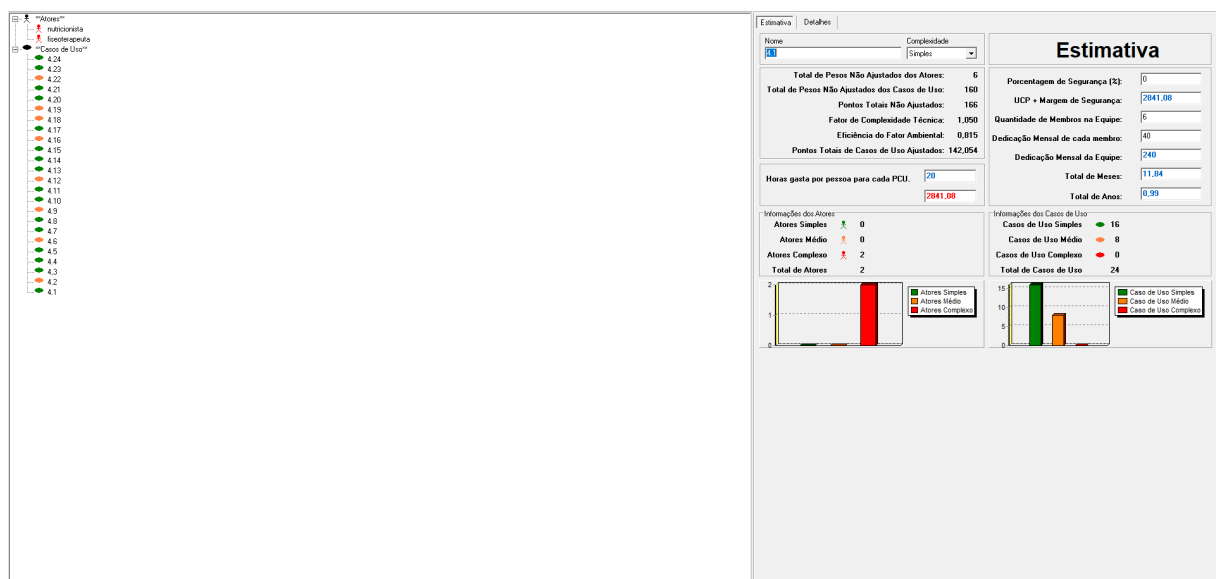 **Atores**
nutricionista
fiseoterapeuta
**Casos de Uso**
4.24
4.23
4.22
4.21
4.20
4.19
4.18
4.17
4.16
4.15
4.14
4.13
4.12
4.11
4.10
4.9
4.8
4.7
4.6
4.5
4.4
4.3
4.2
4.1
Estimativa Detalhes
Nome Complexidade
4.1 Simples
Total de Pesos Não Ajustados dos Atores: 6
Total de Pesos Não Ajustados dos Casos de Uso: 160
Pontos Totais Não Ajustados: 166
Fator de Complexidade Técnica: 1,050
Eficiência do Fator Ambiental: 0,815
Pontos Totais de Casos de Uso Ajustados: 142,054
Horas gasta por pessoa para cada PCU. 20
2841,08
Estimativa
Porcentagem de Segurança (%): 0
UCP + Margem de Segurança: 2841,08
Quantidade de Membros na Equipe: 6
Dedicação Mensal de cada membro: 40
Dedicação Mensal da Equipe: 240
Total de Meses: 11,84
Total de Anos: 0,99
Informações dos Atores
Atores Simples 0
Atores Médio 0
Atores Complexo 2
Total de Atores 2
Informações dos Casos de Uso
Casos de Uso Simples 16
Casos de Uso Médio 8
Casos de Uso Complexo 0
Total de Casos de Uso 24
2
1
0
Atores Simples
Atores Médio
Atores Complexo
15
10
5
0
Caso de Uso Simples
Caso de Uso Médio
Caso de Uso Complexo